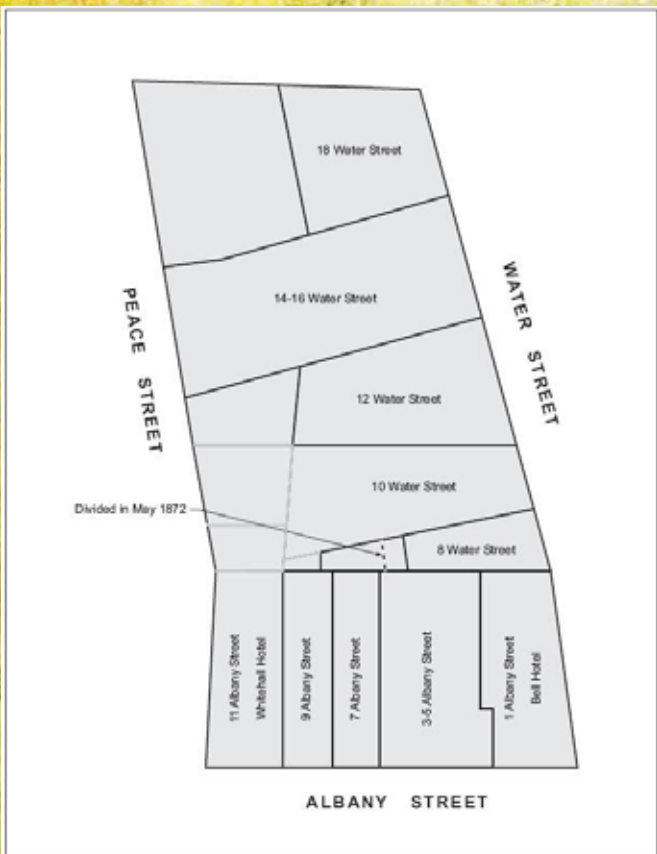 18 Water Street
14-16 Water Street
PEACE STREET
WATER STREET
12 Water Street
10 Water Street
Divided in May 1872
8 Water Street
11 Albany Street
Whitehall Hotel
9 Albany Street
7 Albany Street
3-5 Albany Street
1 Albany Street
Bell Hotel
ALBANY STREET